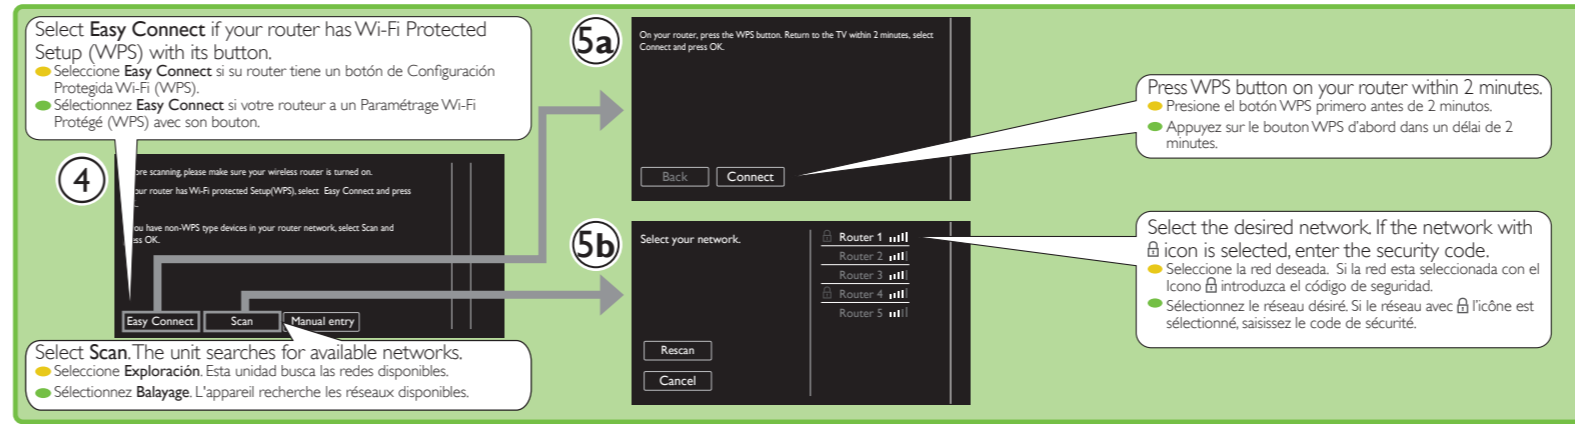 Select Easy Connect if your router has Wi-Fi Protected
Setup (WPS) with its button.
Seleccione Easy Connect si su router tiene un botón de Configuración
Protegida Wi-Fi (WPS).
Sélectionnez Easy Connect si votre routeur a un Paramétrage Wi-Fi
Protégé (WPS) avec son bouton.
4
scanning, please make sure your wireless router is turned on.
router has Wi-Fi protected Setup(WPS), select Easy Connect and press
have non-WPS type devices in your router network, select Scan and
OK.
Easy Connect Scan Manual entry
Select Scan. The unit searches for available networks.
Seleccione Exploración. Esta unidad busca las redes disponibles.
Sélectionnez Balayage. L'appareil recherche les réseaux disponibles.
5a
On your router, press the WPS button. Return to the TV within 2 minutes, select
Connect and press OK.
Back Connect
Press WPS button on your router within 2 minutes.
Presione el botón WPS primero antes de 2 minutos.
Appuyez sur le bouton WPS d'abord dans un délai de 2
minutes.
5b
Select your network.
Router 1
Router 2
Router 3
Router 4
Router 5
Rescan
Cancel
Select the desired network. If the network with
icon is selected, enter the security code.
Seleccione la red deseada. Si la red esta seleccionada con el
Icono introduzca el código de seguridad.
Sélectionnez le réseau désiré. Si le réseau avec l'icône est
sélectionné, saisissez le code de sécurité.